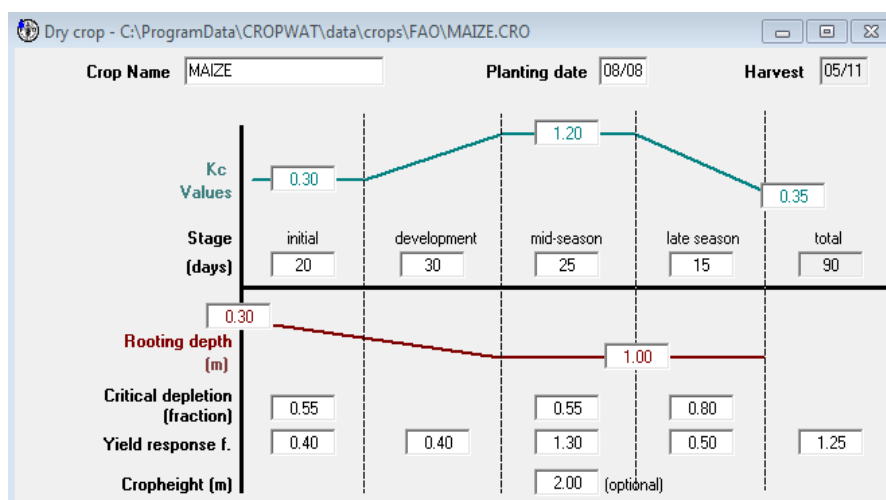 Dry crop - C:\ProgramData\CROPWAT\data\crops\FAO\MAIZE.CRO
Crop Name MAIZE Planting date 08/08 Harvest 05/11
Kc Values 0.30 1.20 0.35
Stage initial development mid-season late season total
(days) 20 30 25 15 90
0.30
Rooting depth
(m) 1.00
Critical depletion
(fraction) 0.55 0.55 0.80
Yield response f. 0.40 0.40 1.30 0.50 1.25
Cropheight (m) 2.00 (optional)